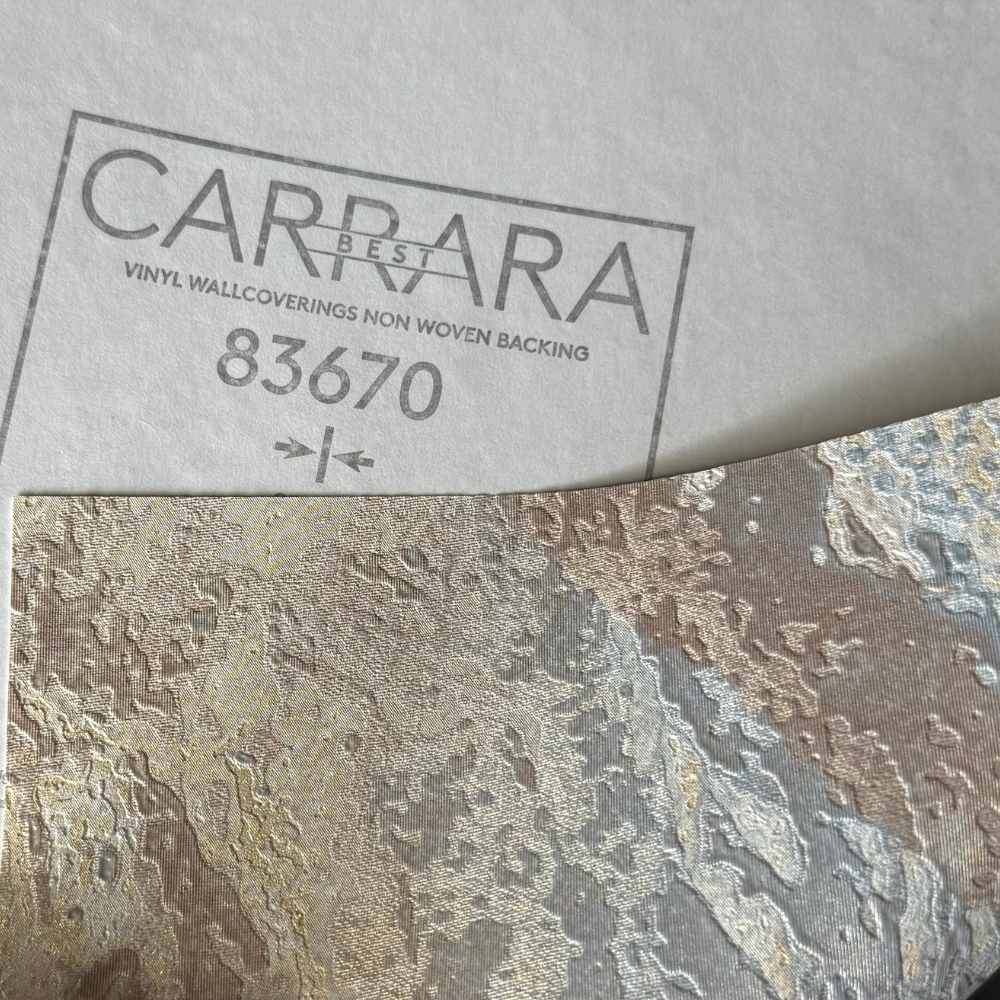 CARRARA
BEST
VINYL WALLCOVERINGS NON WOVEN BACKING
83670